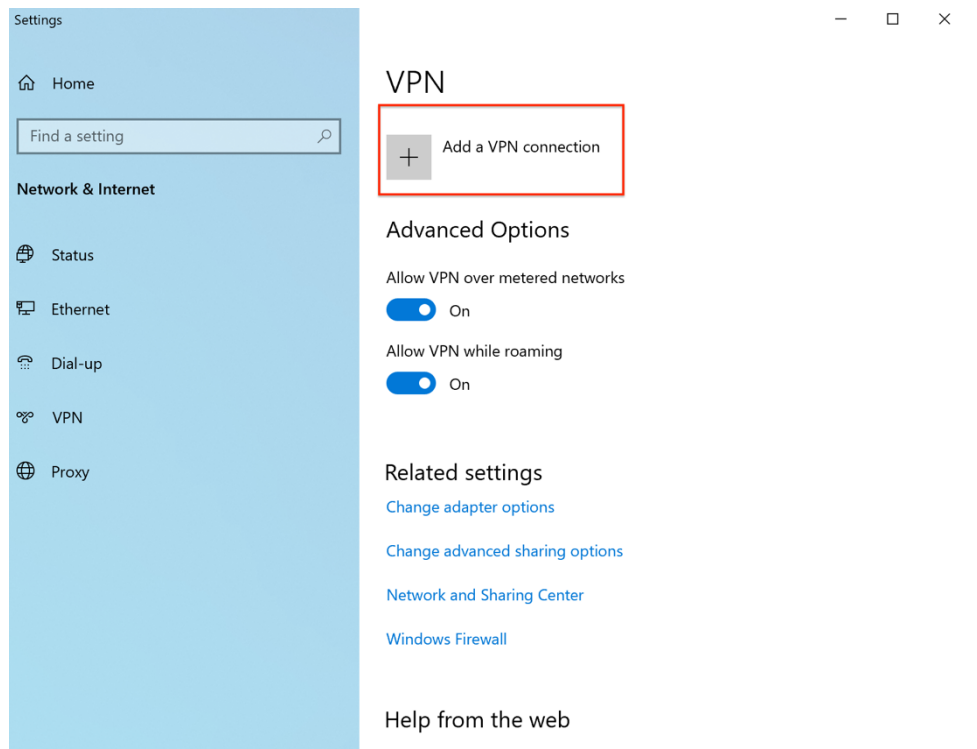 Settings
Home
Find a setting
Network & Internet
Status
Ethernet
Dial-up
VPN
Proxy
VPN
Add a VPN connection
Advanced Options
Allow VPN over metered networks
On
Allow VPN while roaming
On
Related settings
Change adapter options
Change advanced sharing options
Network and Sharing Center
Windows Firewall
Help from the web